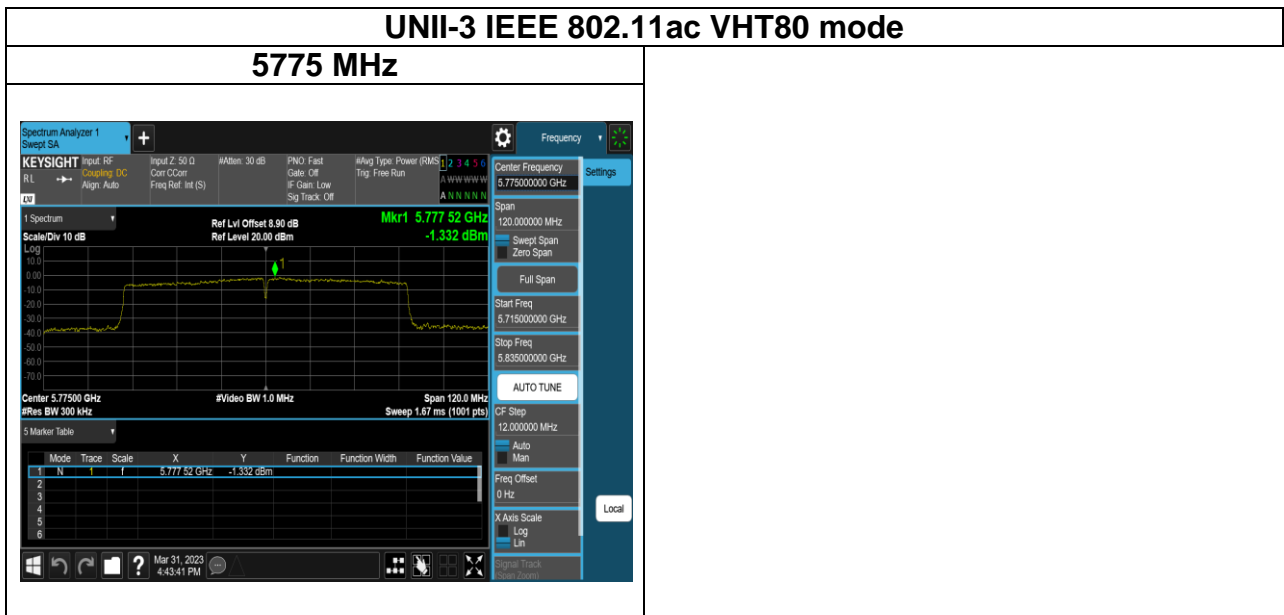 UNII-3 IEEE 802.11ac VHT80 mode
5775 MHz
Spectrum Analyzer 1
Swept SA
Frequency
KEYSIGHT
RL
LXI
Input: RF
Coupling: DC
Align: Auto
Input Z: 50 Ω
Corr CCorr
Freq Ref: Int (S)
#Atten: 30 dB
PNO: Fast
Gate: Off
IF Gain: Low
Sig Track: Off
#Avg Type: Power (RMS
Trig: Free Run
1 2 3 4 5 6
A W W W W W
A N N N N N
1 Spectrum
Scale/Div 10 dB
Ref Lvl Offset 8.90 dB
Ref Level 20.00 dBm
Mkr1 5.777 52 GHz
-1.332 dBm
Log
10.0
0.00
-10.0
-20.0
-30.0
-40.0
-50.0
-60.0
-70.0
1
Center 5.77500 GHz
#Res BW 300 kHz
#Video BW 1.0 MHz
Span 120.0 MHz
Sweep 1.67 ms (1001 pts)
5 Marker Table
Mode Trace Scale X Y Function Function Width Function Value
1 N 1 f 5.777 52 GHz -1.332 dBm
2
3
4
5
6
Mar 31, 2023
4:43:41 PM
Center Frequency
5.775000000 GHz
Settings
Span
120.000000 MHz
Swept Span
Zero Span
Full Span
Start Freq
5.715000000 GHz
Stop Freq
5.835000000 GHz
AUTO TUNE
CF Step
12.000000 MHz
Auto
Man
Freq Offset
0 Hz
X Axis Scale
Log
Lin
Signal Track
(Span Zoom)
Local